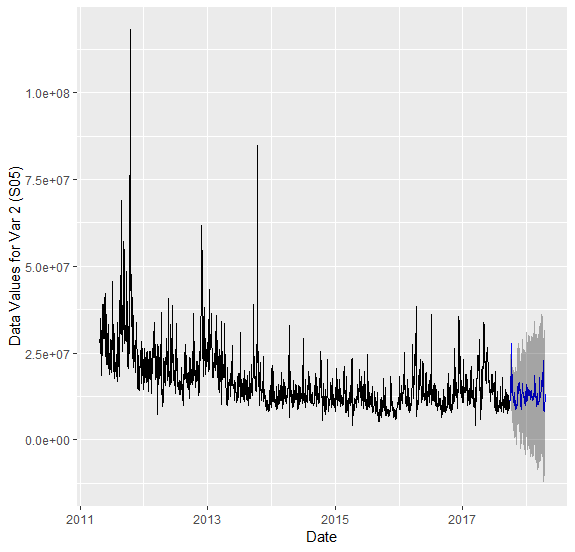 Data Values for Var 2 (S05)
1.0e+08
7.5e+07
5.0e+07
2.5e+07
0.0e+00
2011 2013 2015 2017
Date